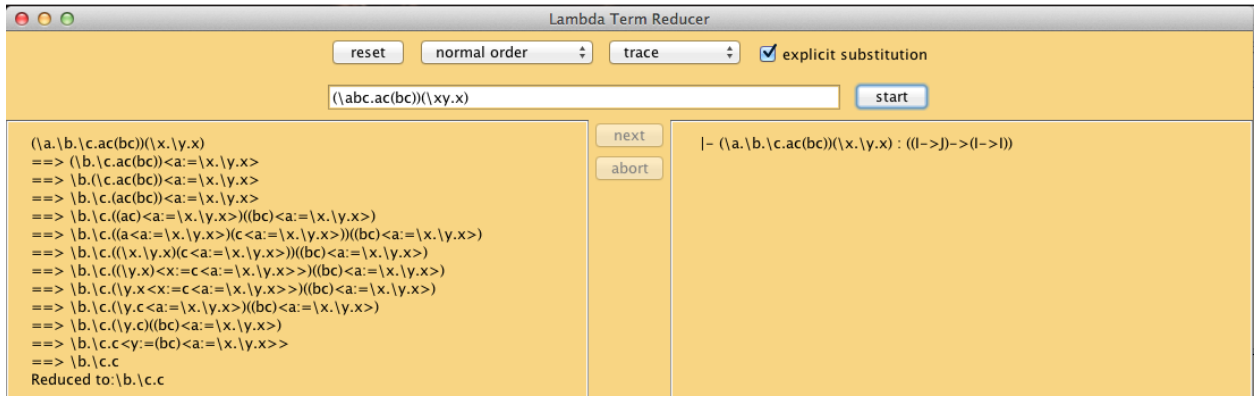 Lambda Term Reducer
reset normal order trace explicit substitution
(\abc.ac(bc))(\xy.x) start
next
abort
(\a.\b.\c.ac(bc))(\x.\y.x)
==> (\b.\c.ac(bc))<a:=\x.\y.x>
==> \b.(\c.ac(bc))<a:=\x.\y.x>
==> \b.\c.(ac(bc))<a:=\x.\y.x>
==> \b.\c.((ac)<a:=\x.\y.x>)((bc)<a:=\x.\y.x>)
==> \b.\c.((a<a:=\x.\y.x>)(c<a:=\x.\y.x>))((bc)<a:=\x.\y.x>)
==> \b.\c.((\x.\y.x)(c<a:=\x.\y.x>))((bc)<a:=\x.\y.x>)
==> \b.\c.((\y.x)<x:=c<a:=\x.\y.x>>)((bc)<a:=\x.\y.x>)
==> \b.\c.(\y.x<x:=c<a:=\x.\y.x>>)((bc)<a:=\x.\y.x>)
==> \b.\c.(\y.c<a:=\x.\y.x>)((bc)<a:=\x.\y.x>)
==> \b.\c.(\y.c)((bc)<a:=\x.\y.x>)
==> \b.\c.c<y:=(bc)<a:=\x.\y.x>>
==> \b.\c.c
Reduced to:\b.\c.c
|- (\a.\b.\c.ac(bc))(\x.\y.x) : ((I->J)->(I->I))